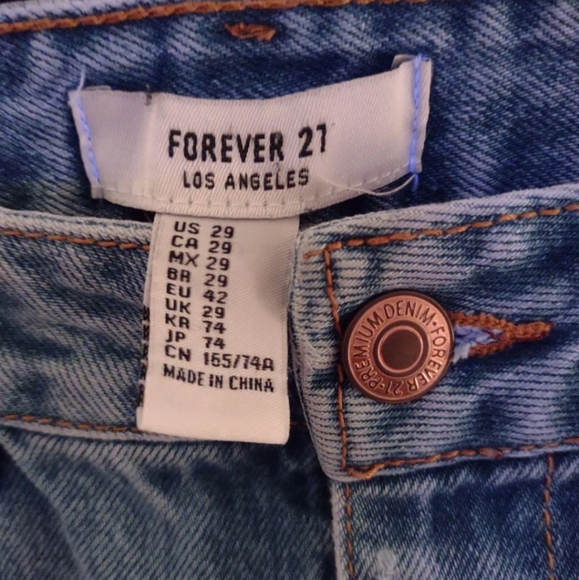 FOREVER 21
LOS ANGELES
US 29
CA 29
MX 29
BR 29
EU 42
UK 29
KR 74
JP 74
CN 165/74A
MADE IN CHINA
PREMIUM DENIM • FOREVER 21 •